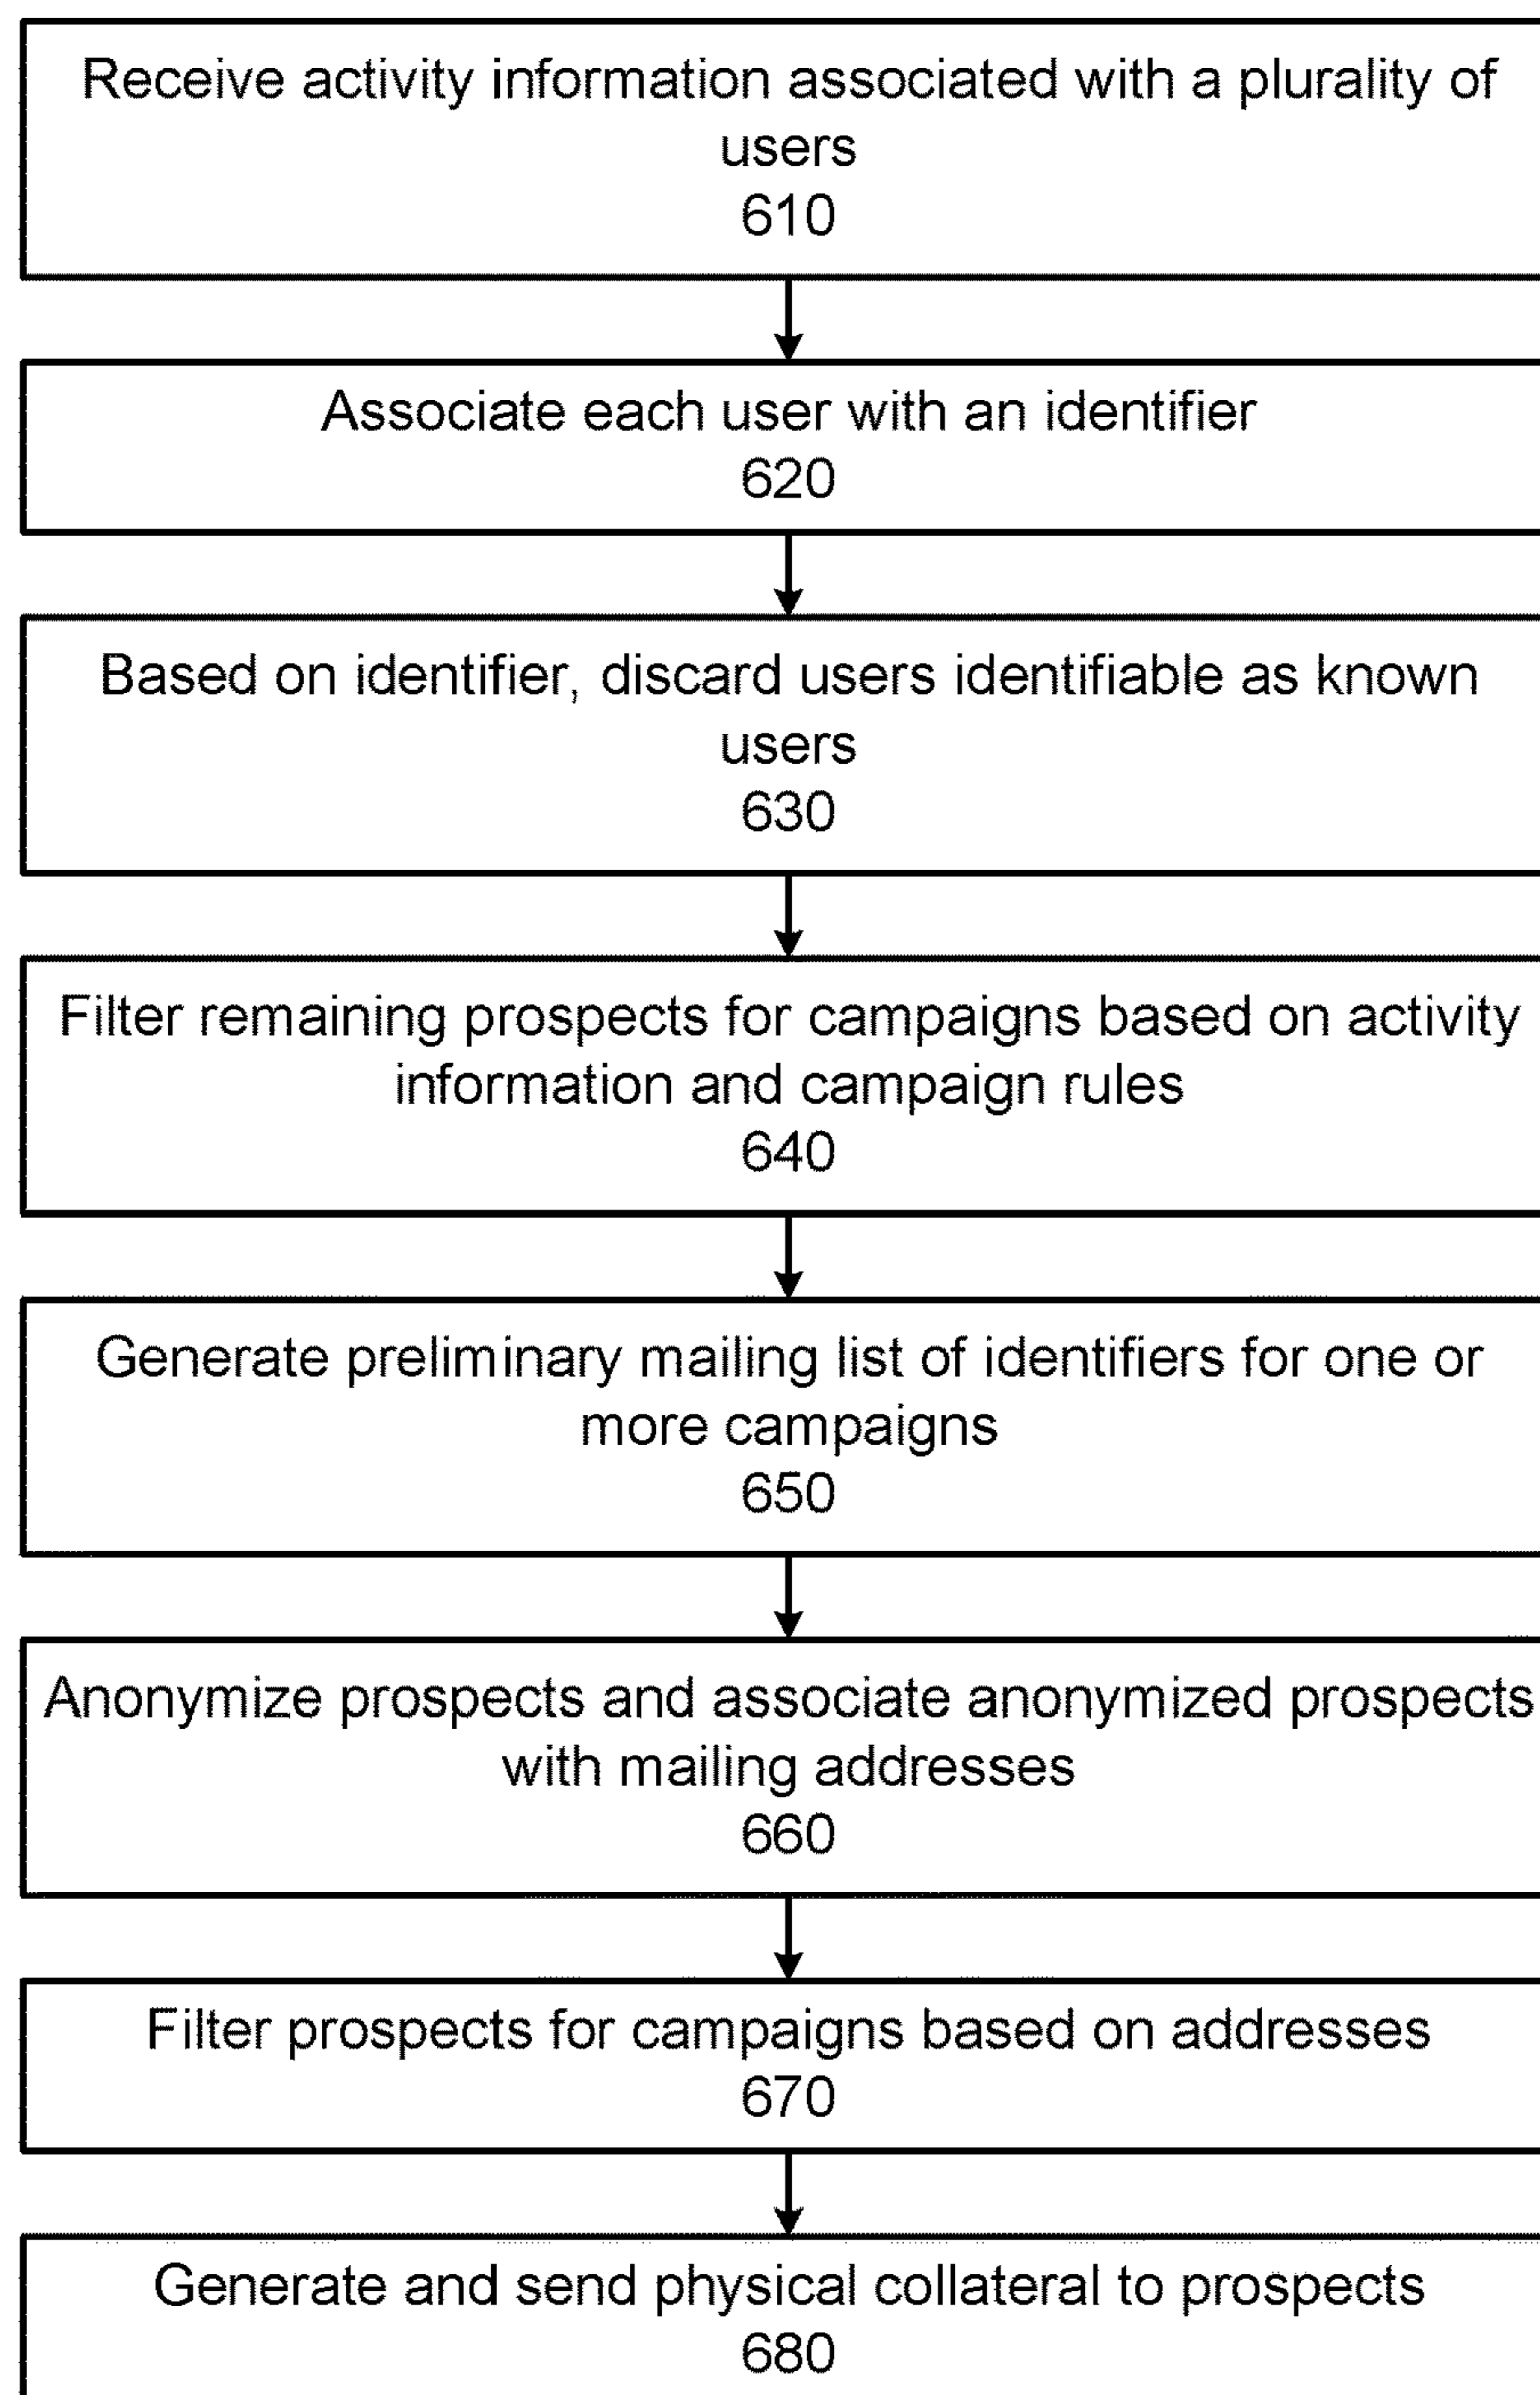 Receive activity information associated with a plurality of
users
610
Associate each user with an identifier
620
Based on identifier, discard users identifiable as known
users
630
Filter remaining prospects for campaigns based on activity
information and campaign rules
640
Generate preliminary mailing list of identifiers for one or
more campaigns
650
Anonymize prospects and associate anonymized prospects
with mailing addresses
660
Filter prospects for campaigns based on addresses
670
Generate and send physical collateral to prospects
680